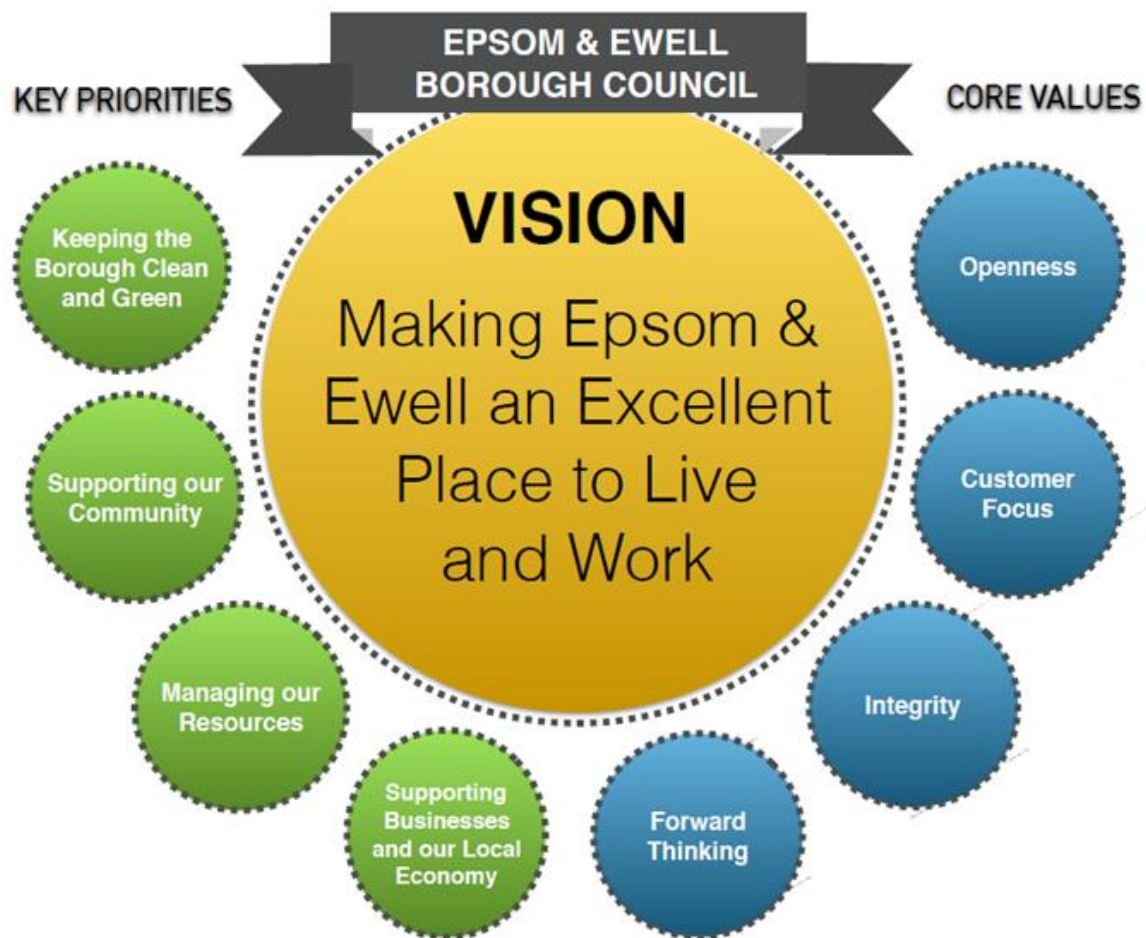 EPSOM & EWELL
BOROUGH COUNCIL
KEY PRIORITIES
CORE VALUES
VISION
Making Epsom &
Ewell an Excellent
Place to Live
and Work
Keeping the
Borough Clean
and Green
Supporting our
Community
Managing our
Resources
Supporting
Businesses
and our Local
Economy
Openness
Customer
Focus
Integrity
Forward
Thinking